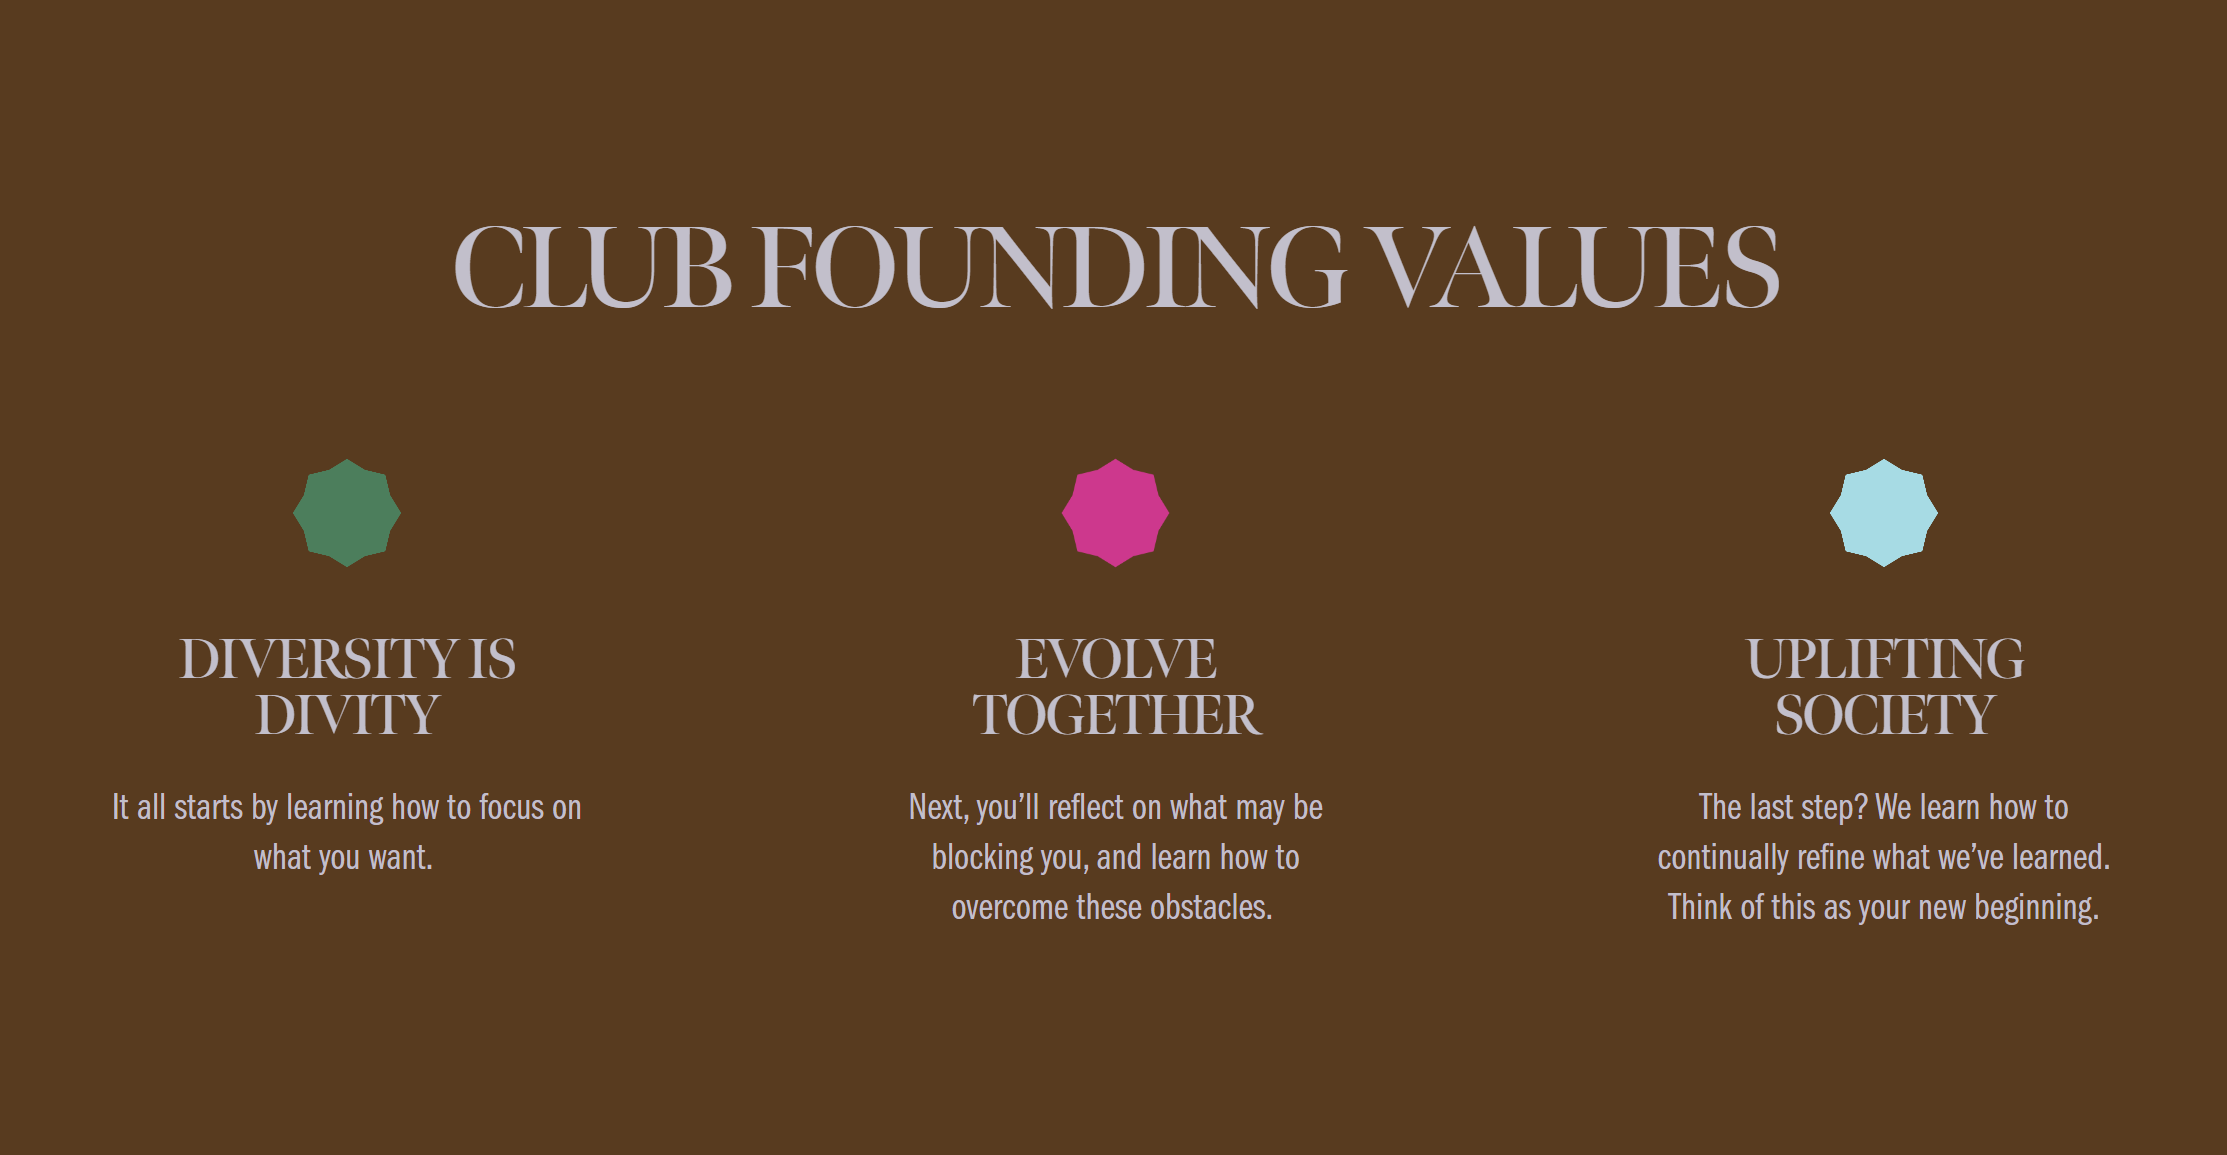 CLUB FOUNDING VALUES
DIVERSITY IS
DIVITY
It all starts by learning how to focus on
what you want.
EVOLVE
TOGETHER
Next, you’ll reflect on what may be
blocking you, and learn how to
overcome these obstacles.
UPLIFTING
SOCIETY
The last step? We learn how to
continually refine what we’ve learned.
Think of this as your new beginning.